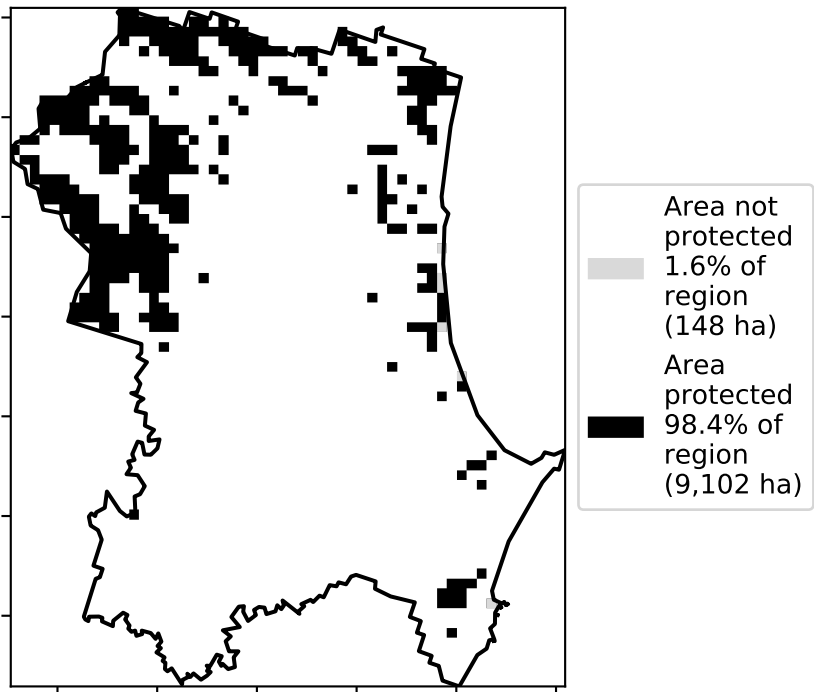 Area not
protected
1.6% of
region
(148 ha)
Area
protected
98.4% of
region
(9,102 ha)